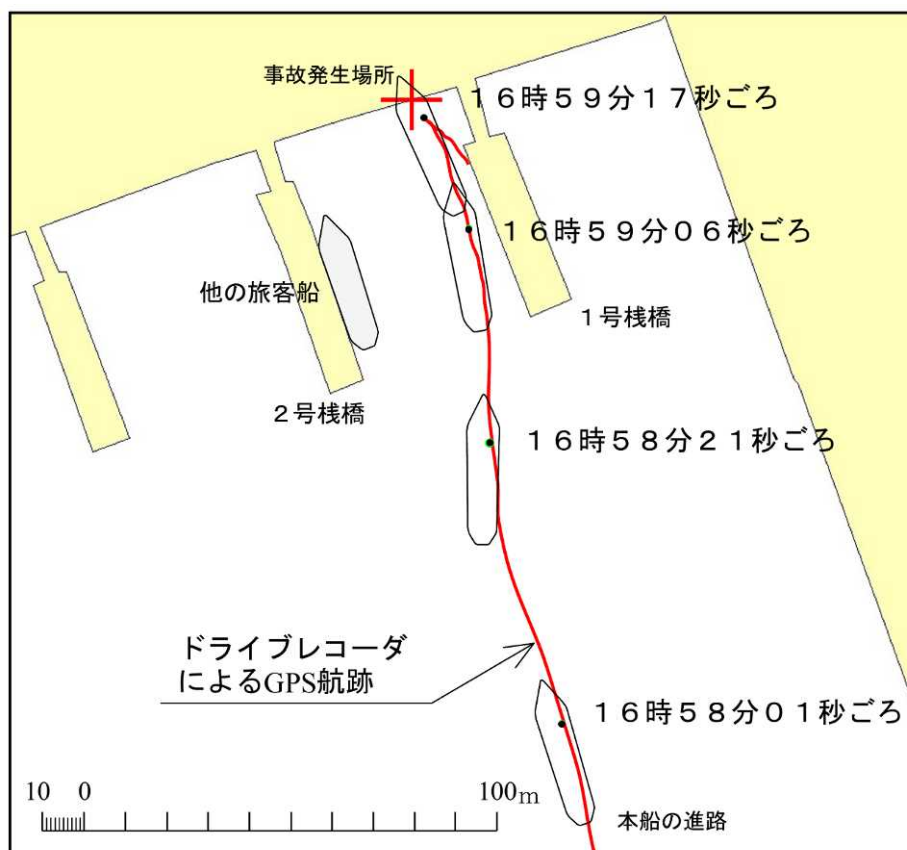 事故発生場所
１６時５９分１７秒ごろ
１６時５９分０６秒ごろ
他の旅客船
１号桟橋
２号桟橋
１６時５８分２１秒ごろ
ドライブレコーダ
によるGPS航跡
１６時５８分０１秒ごろ
10 0 100m
本船の進路